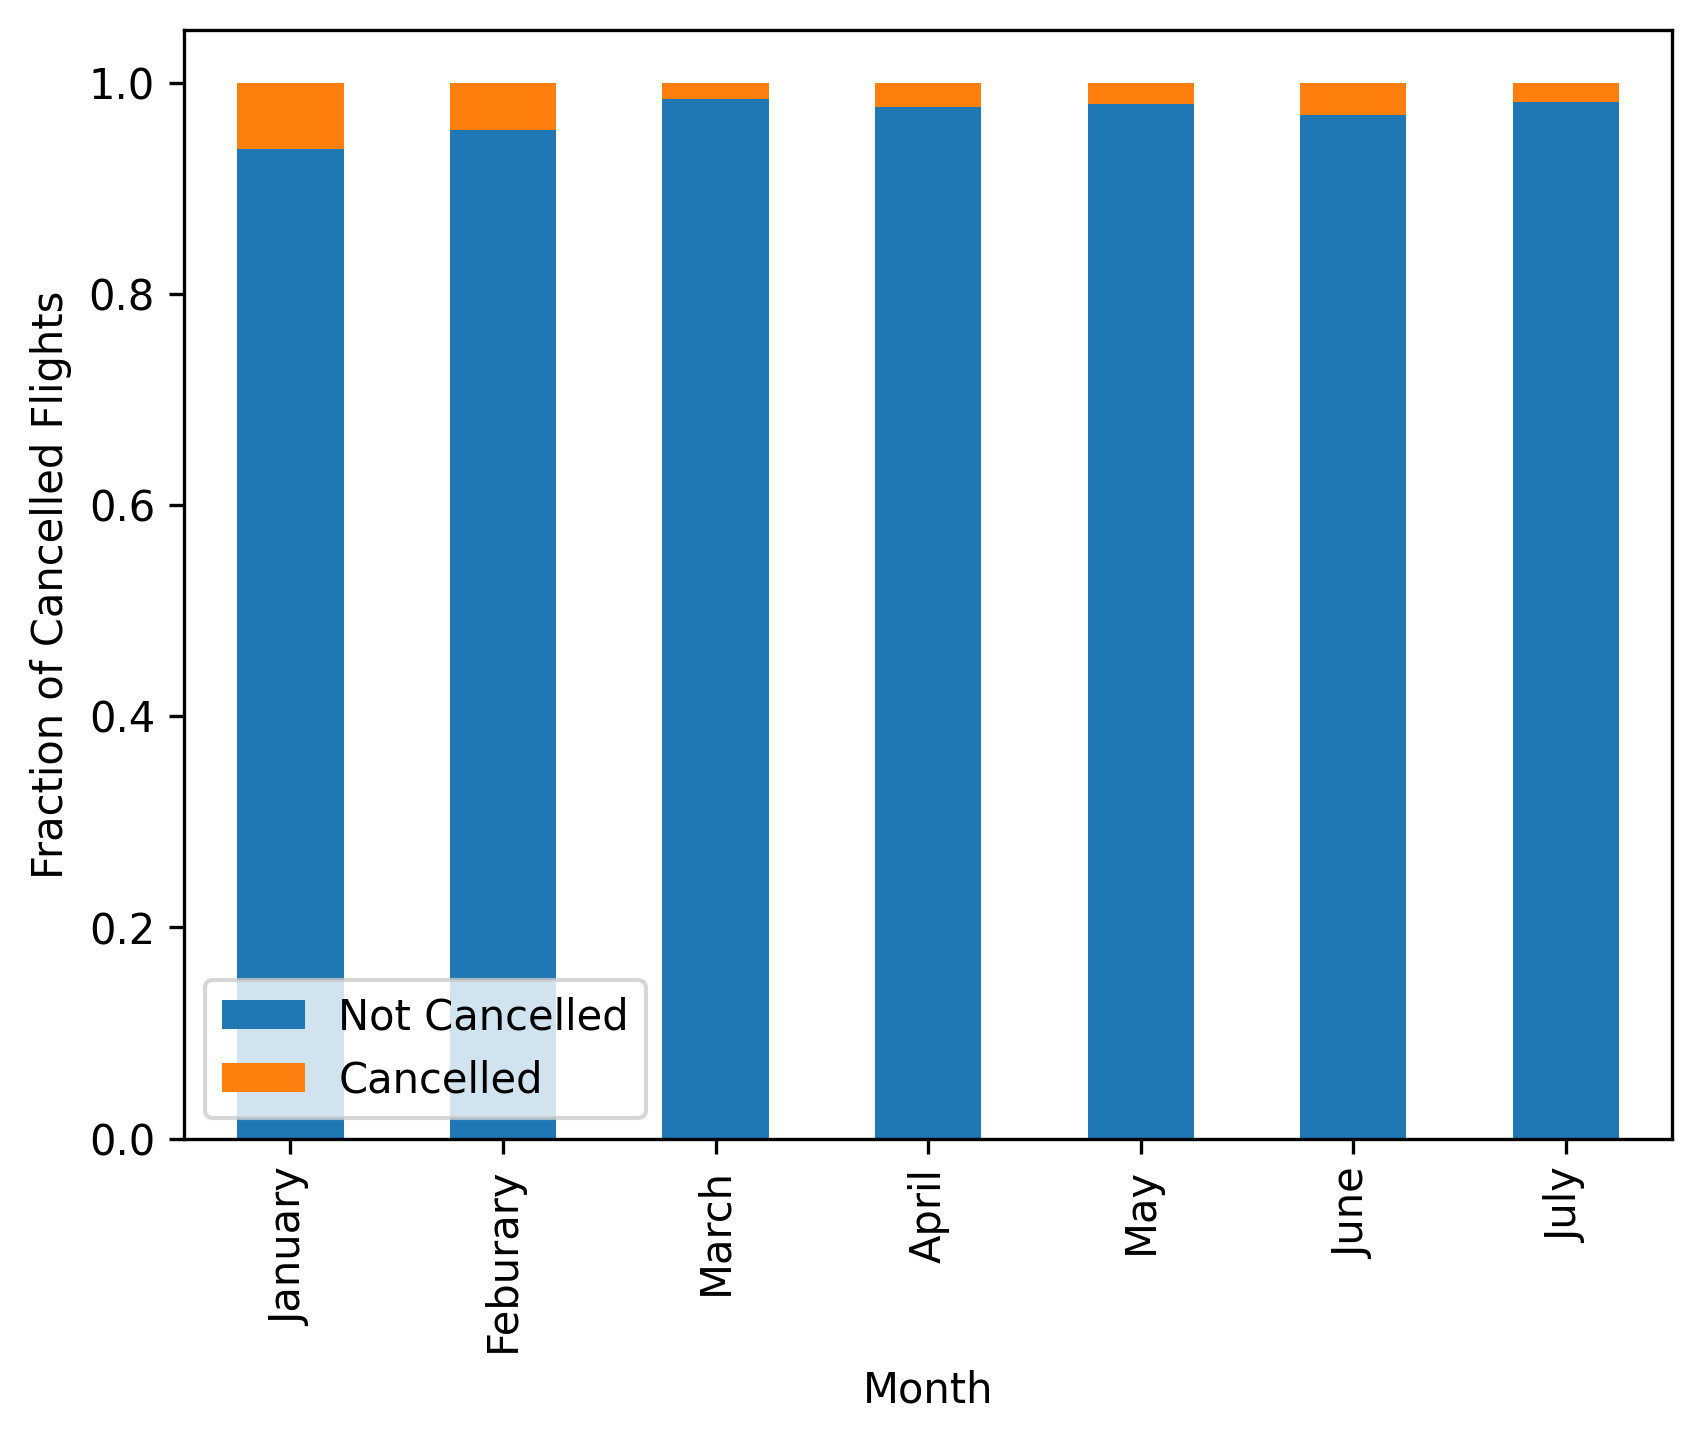 Fraction of Cancelled Flights
1.0
0.8
0.6
0.4
0.2
0.0
Not Cancelled
Cancelled
January
Feburary
March
April
May
June
July
Month